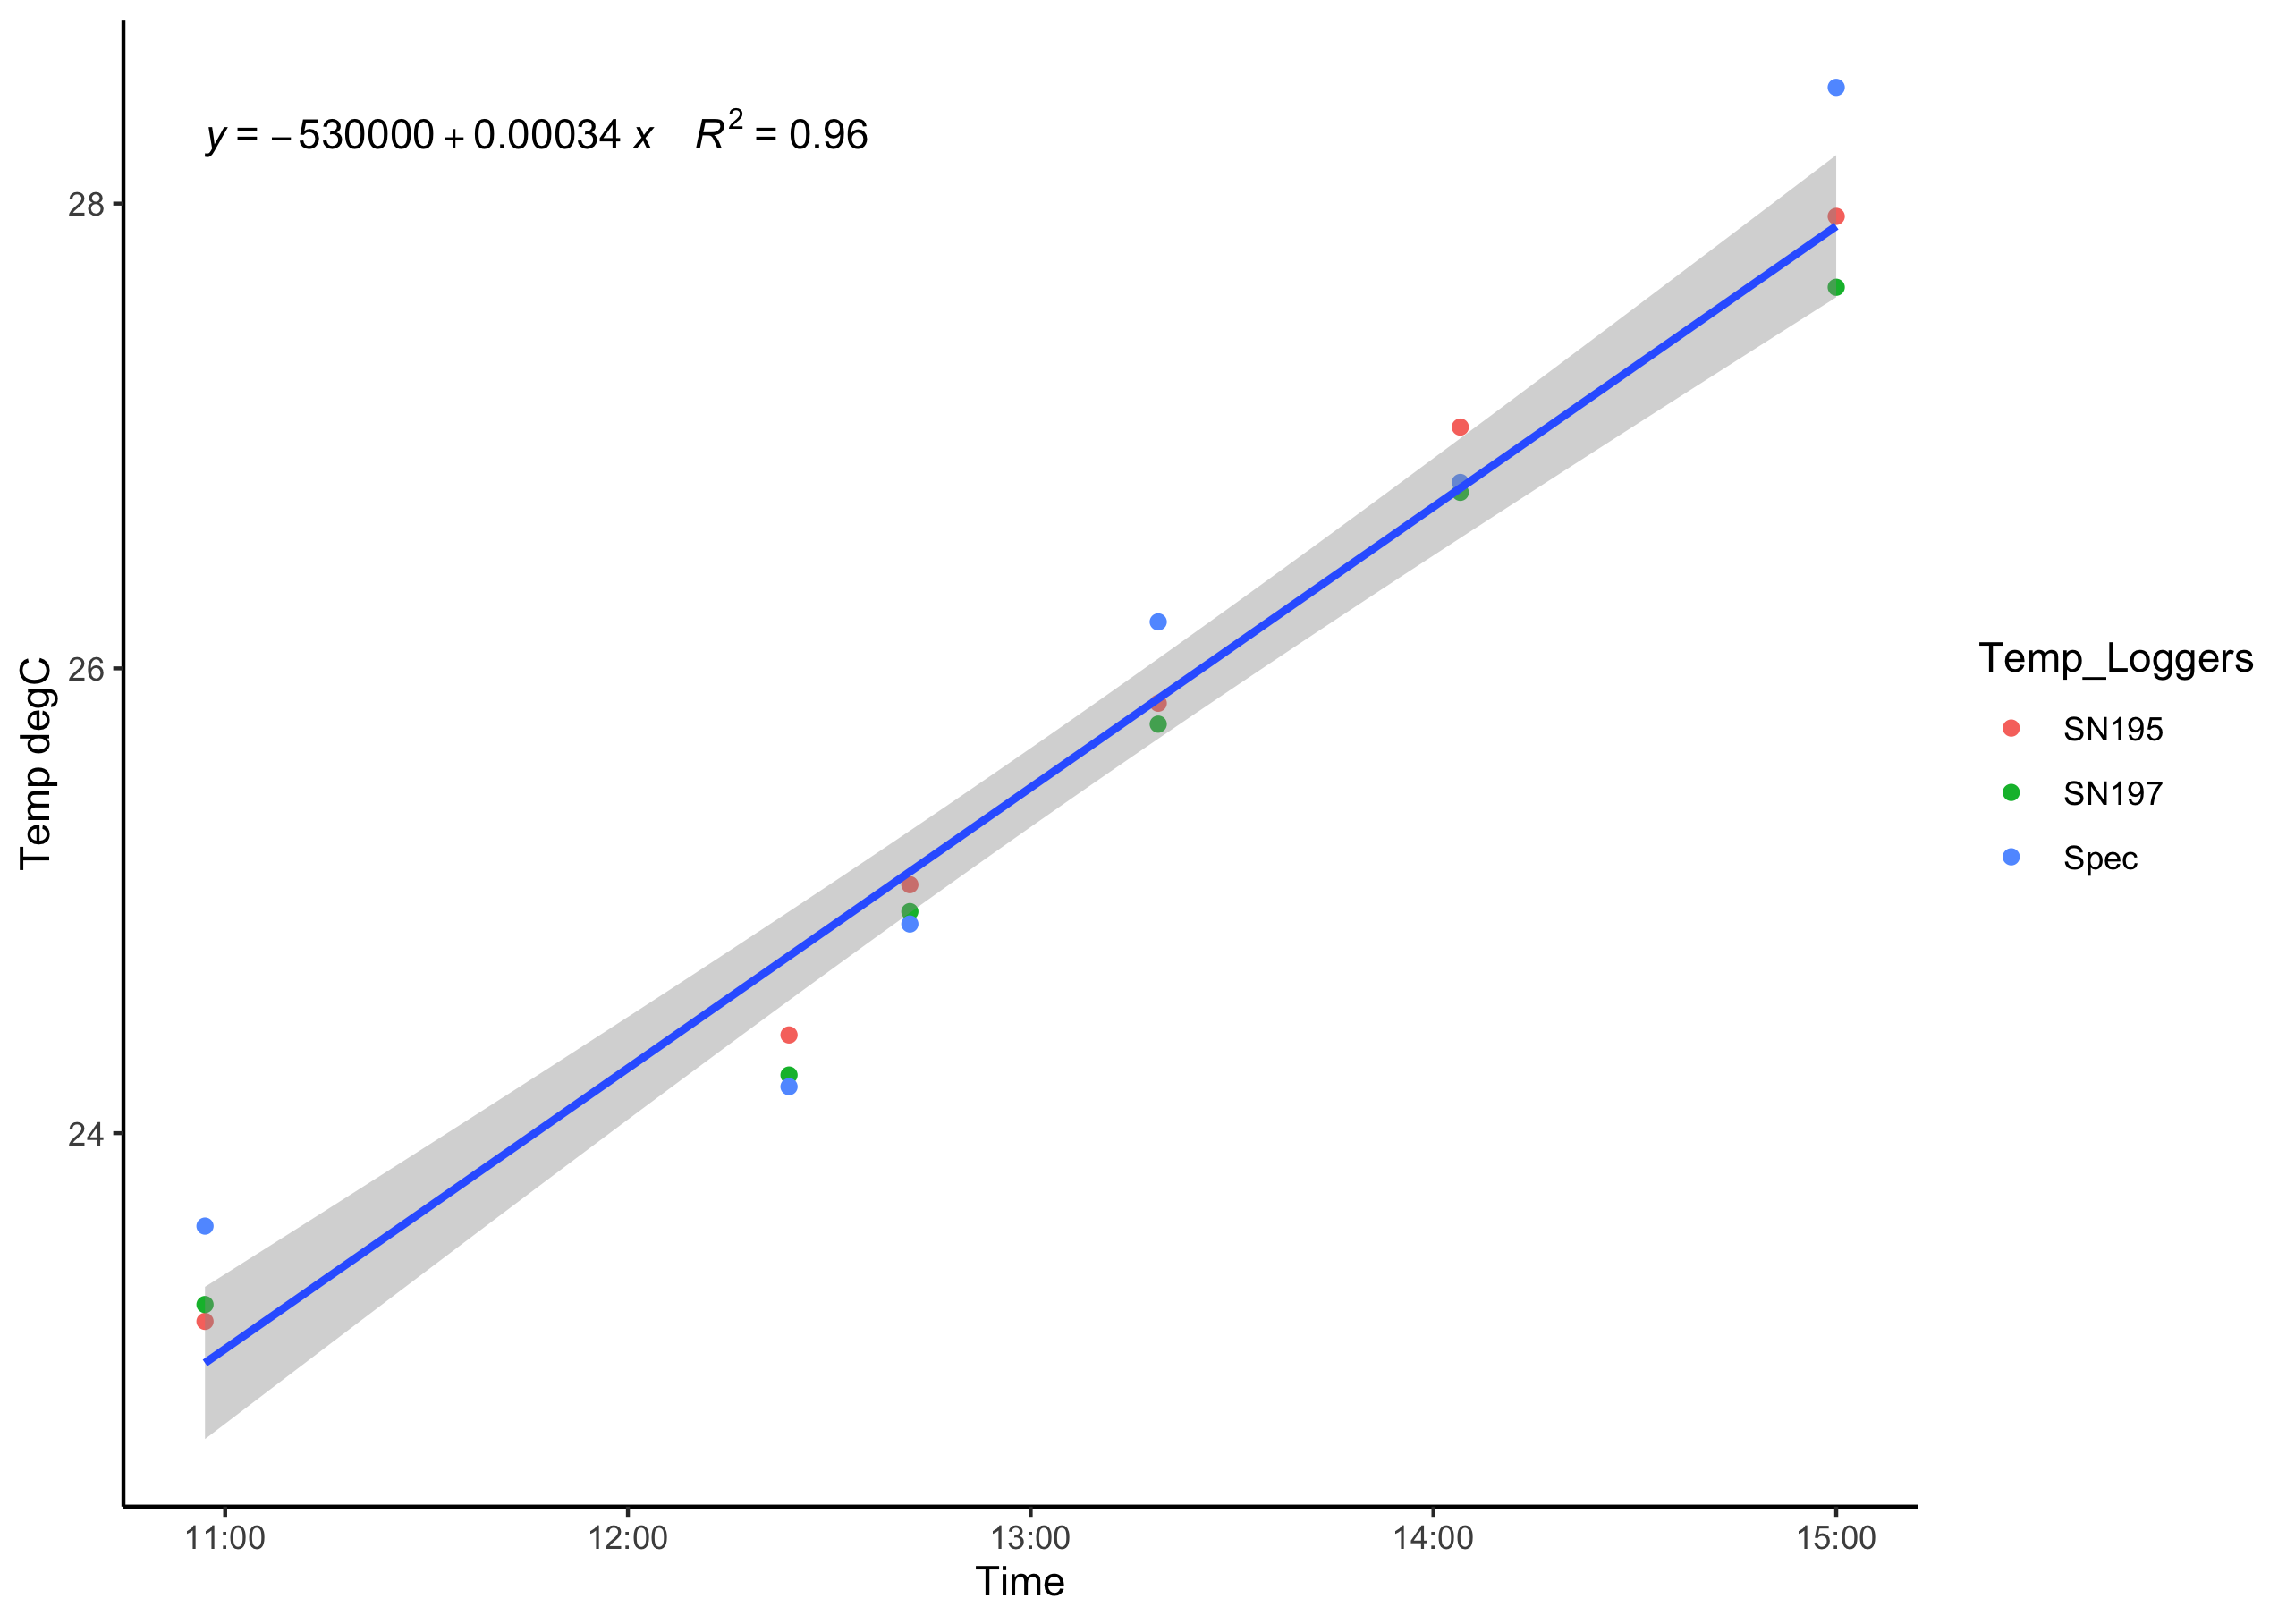 y = − 530000 + 0.00034 x R² = 0.96
28
26
24
Temp degC
11:00 12:00 13:00 14:00 15:00
Time
Temp_Loggers
SN195
SN197
Spec